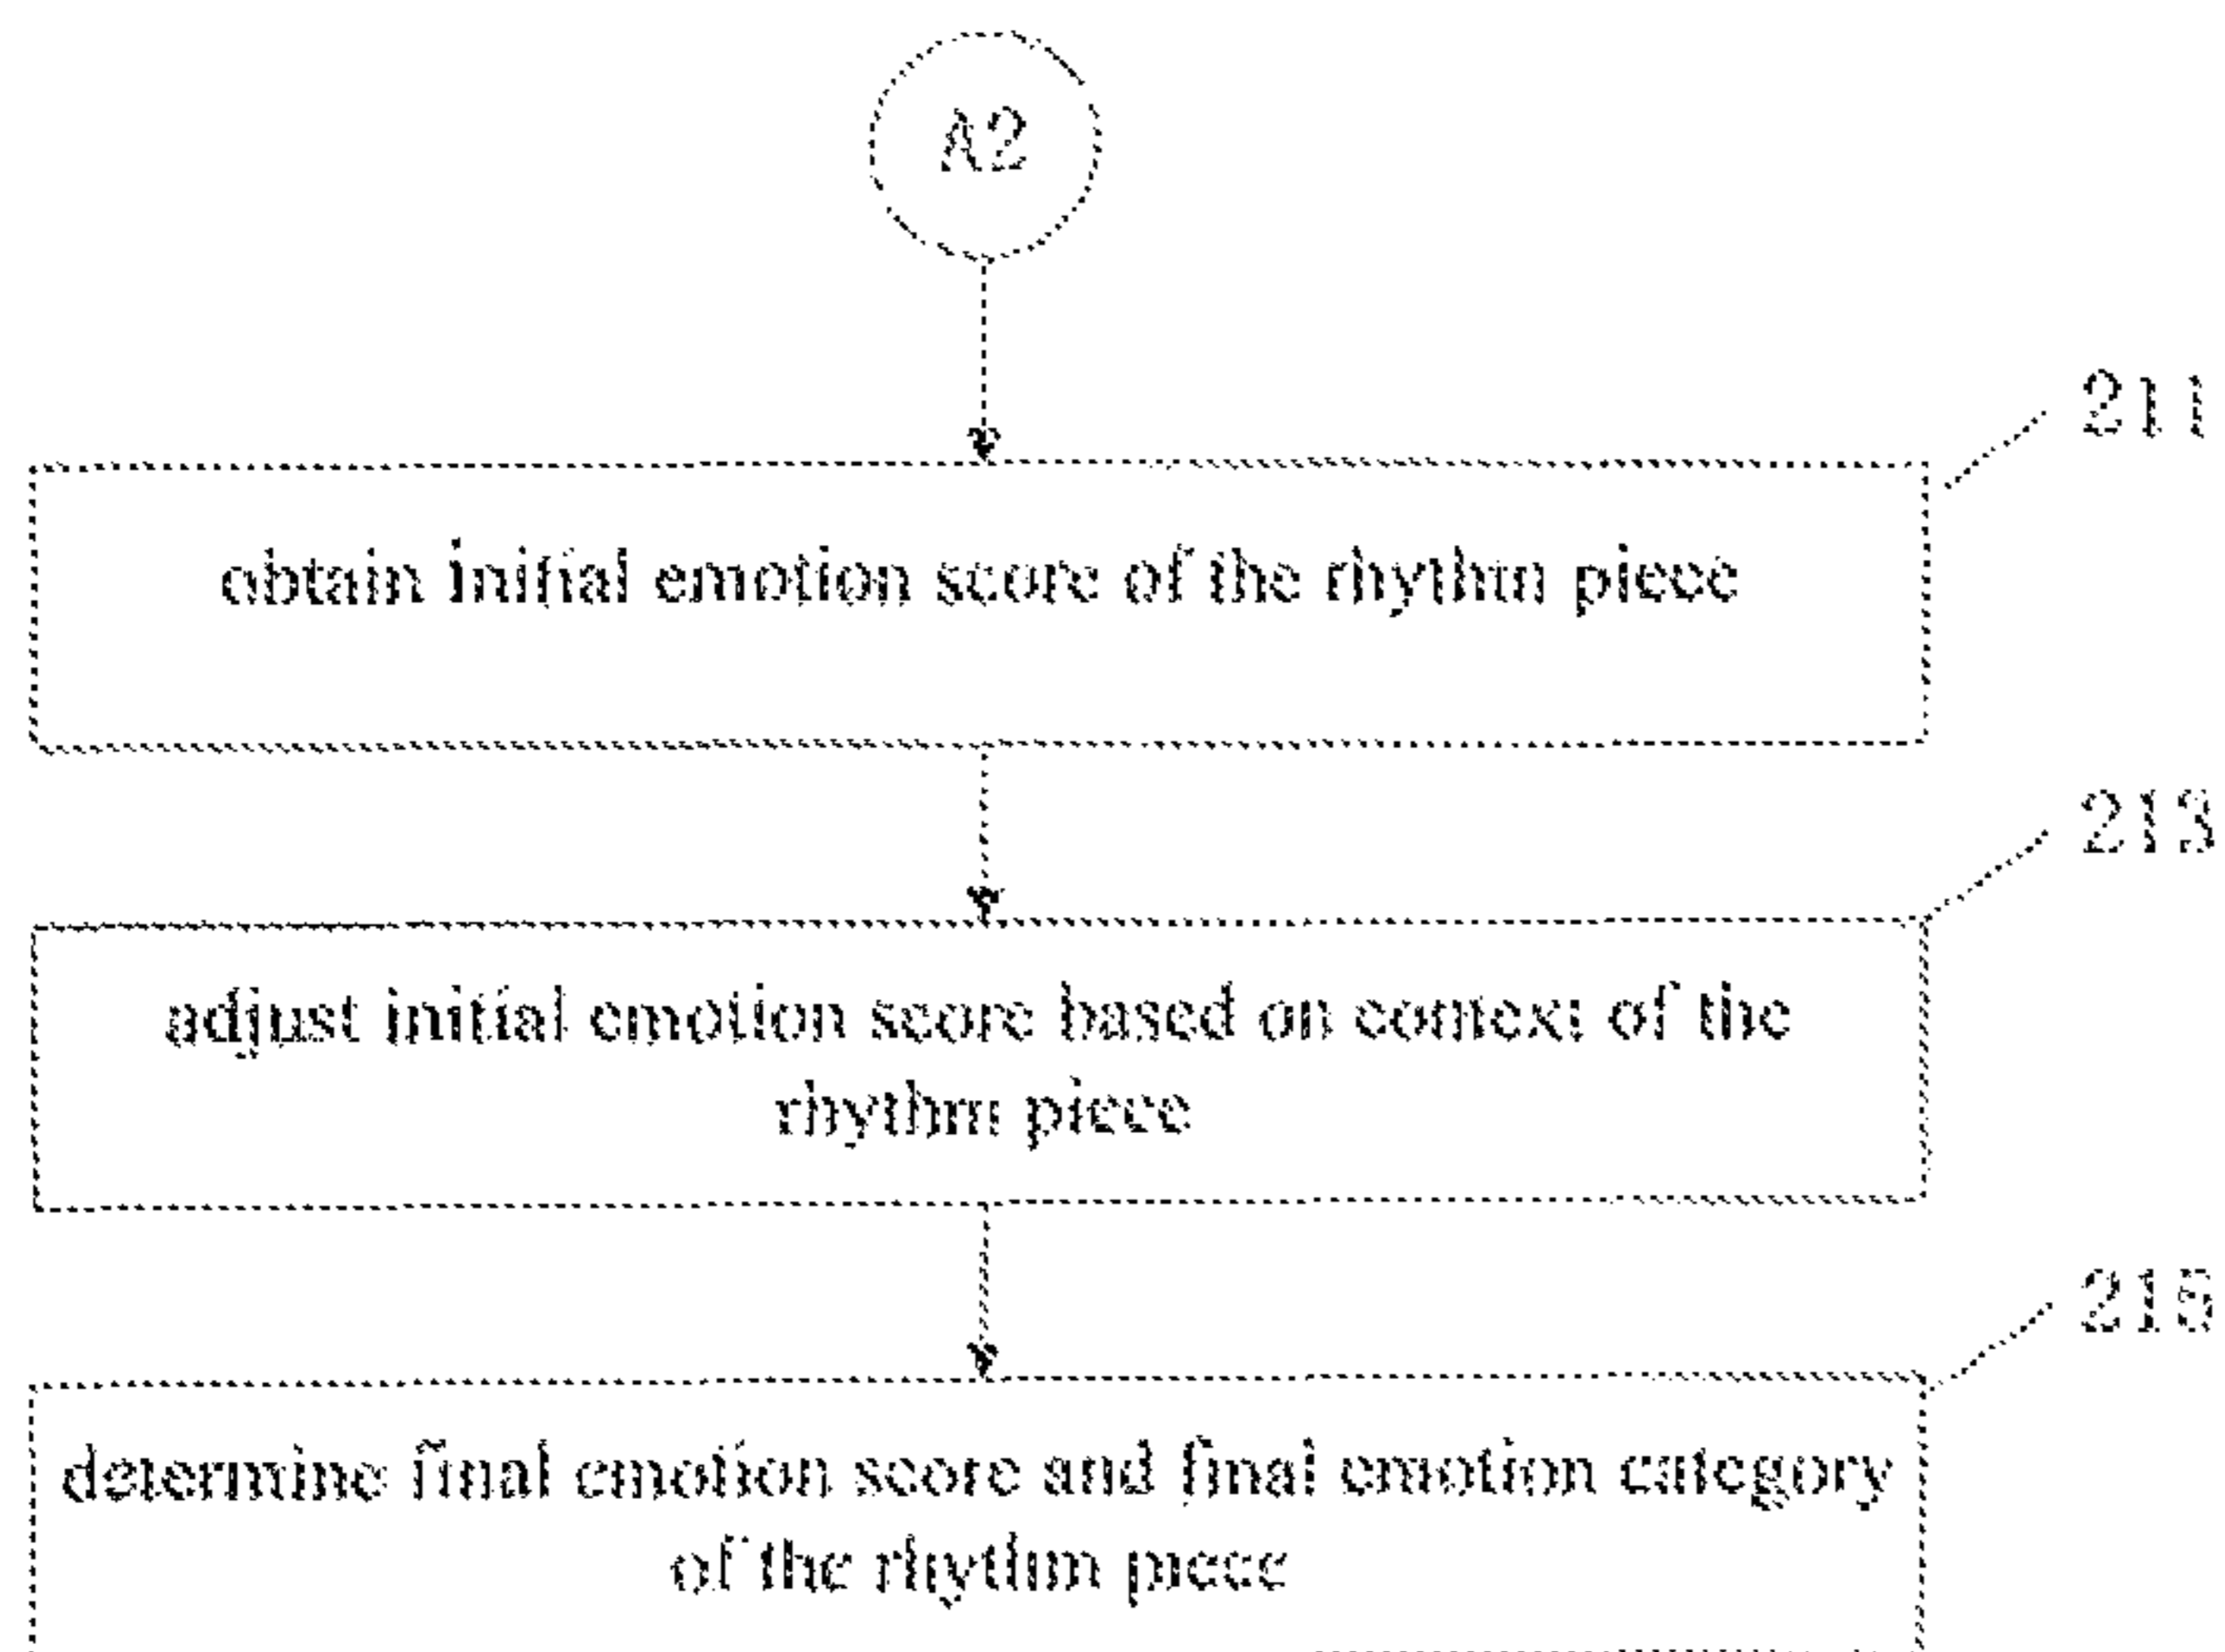 A2
211
obtain initial emotion score of the rhythm piece
213
adjust initial emotion score based on context of the
rhythm piece
215
determine final emotion score and final emotion category
of the rhythm piece